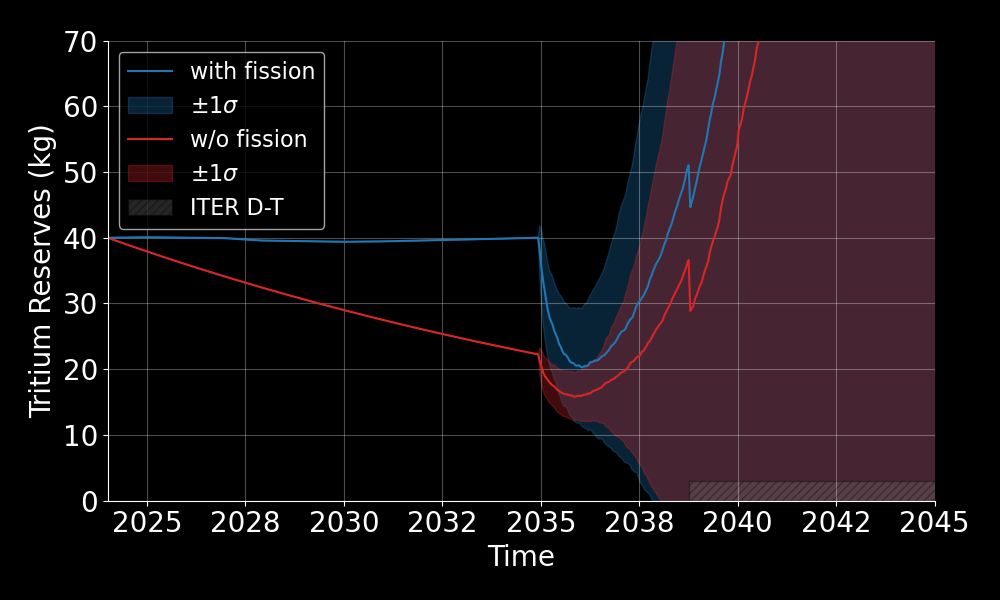 70
60
50
40
30
20
10
0
Tritium Reserves (kg)
with fission
±1σ
w/o fission
±1σ
ITER D-T
2025 2028 2030 2032 2035 2038 2040 2042 2045
Time